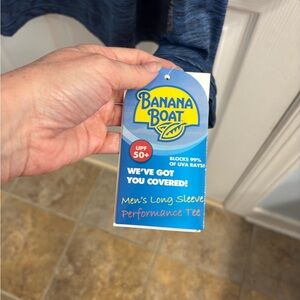 BANANA
BOAT
UPF
50+
BLOCKS 99%
OF UVA RAYS!
WE'VE GOT
YOU COVERED!
Men's Long Sleeve
Performance Tee